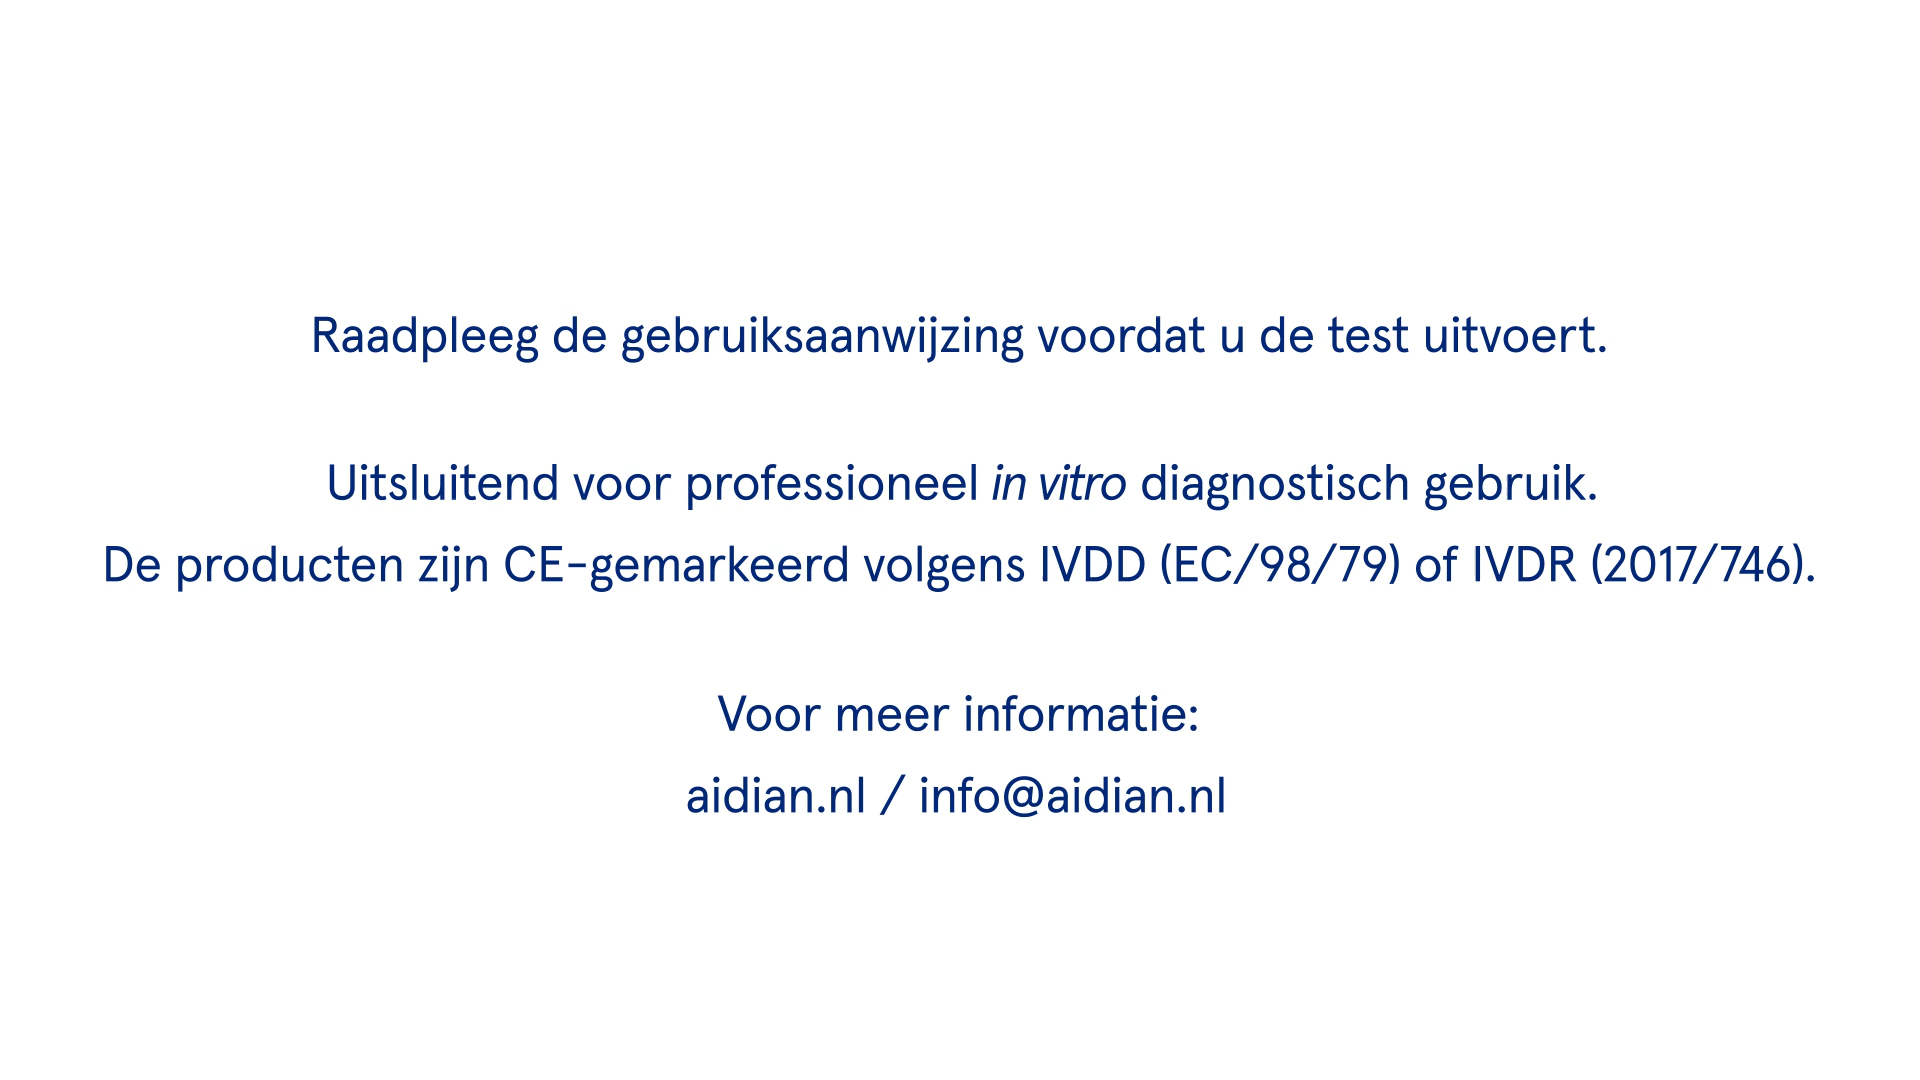 Raadpleeg de gebruiksaanwijzing voordat u de test uitvoert.
Uitsluitend voor professioneel in vitro diagnostisch gebruik.
De producten zijn CE-gemarkeerd volgens IVDD (EC/98/79) of IVDR (2017/746).
Voor meer informatie:
aidian.nl / info@aidian.nl